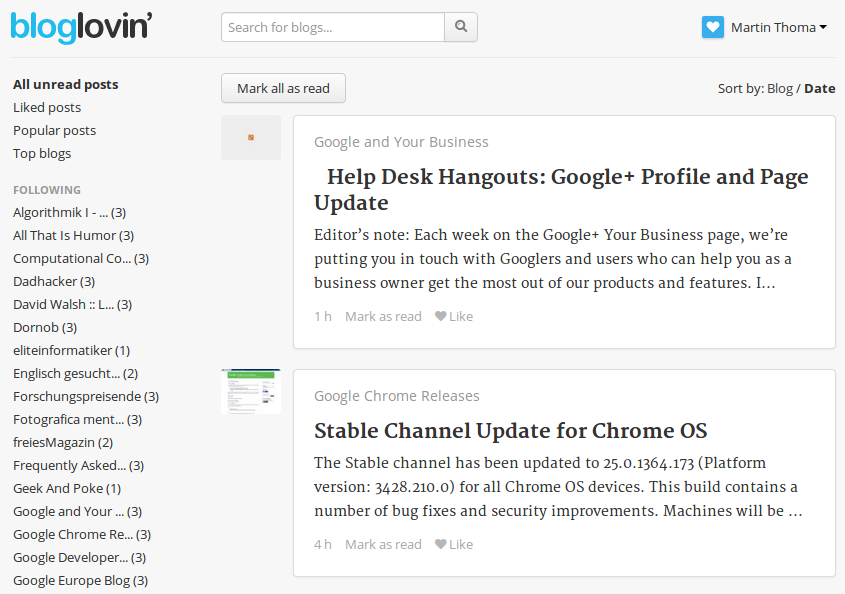 bloglovin'
Search for blogs...
Martin Thoma
All unread posts
Liked posts
Popular posts
Top blogs
FOLLOWING
Algorithmik I - ... (3)
All That Is Humor (3)
Computational Co... (3)
Dadhacker (3)
David Walsh :: L... (3)
Dornob (3)
eliteinformatiker (1)
Englisch gesucht... (2)
Forschungspreisende (3)
Fotografica ment... (3)
freiesMagazin (2)
Frequently Asked... (3)
Geek And Poke (1)
Google and Your ... (3)
Google Chrome Re... (3)
Google Developer... (3)
Google Europe Blog (3)
Mark all as read
Sort by: Blog / Date
Google and Your Business
Help Desk Hangouts: Google+ Profile and Page
Update
Editor’s note: Each week on the Google+ Your Business page, we’re
putting you in touch with Googlers and users who can help you as a
business owner get the most out of our products and features. I…
1 h Mark as read Like
Google Chrome Releases
Stable Channel Update for Chrome OS
The Stable channel has been updated to 25.0.1364.173 (Platform
version: 3428.210.0) for all Chrome OS devices. This build contains a
number of bug fixes and security improvements. Machines will be …
4 h Mark as read Like